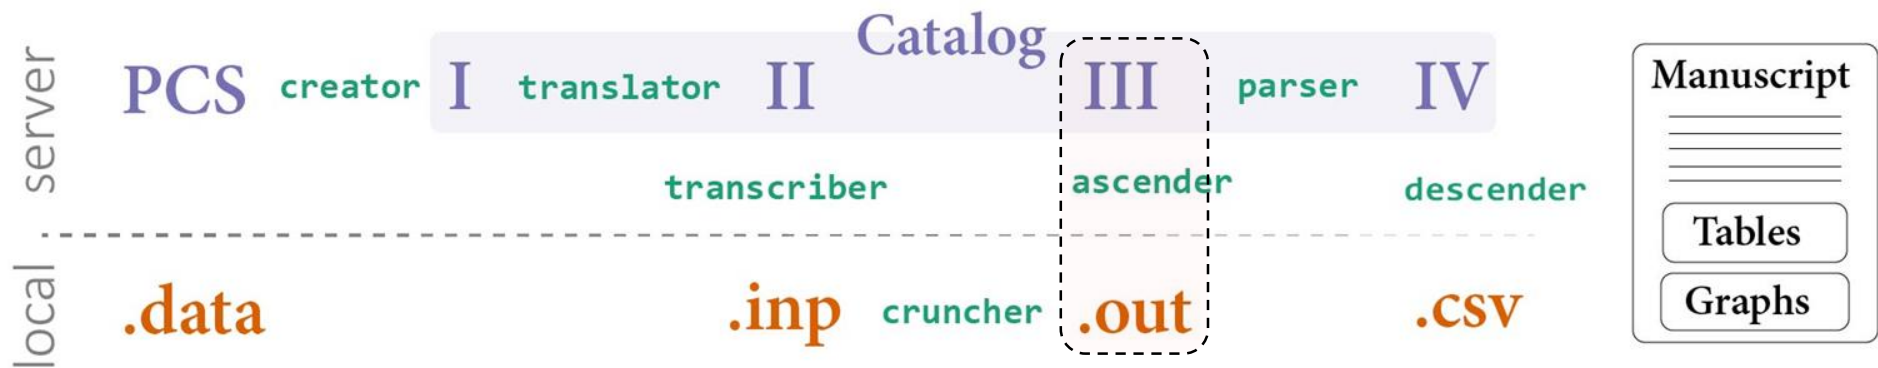 server
Catalog
PCS creator I translator II III parser IV
transcriber ascender descender
local
.data .inp cruncher .out .csv
Manuscript
Tables
Graphs